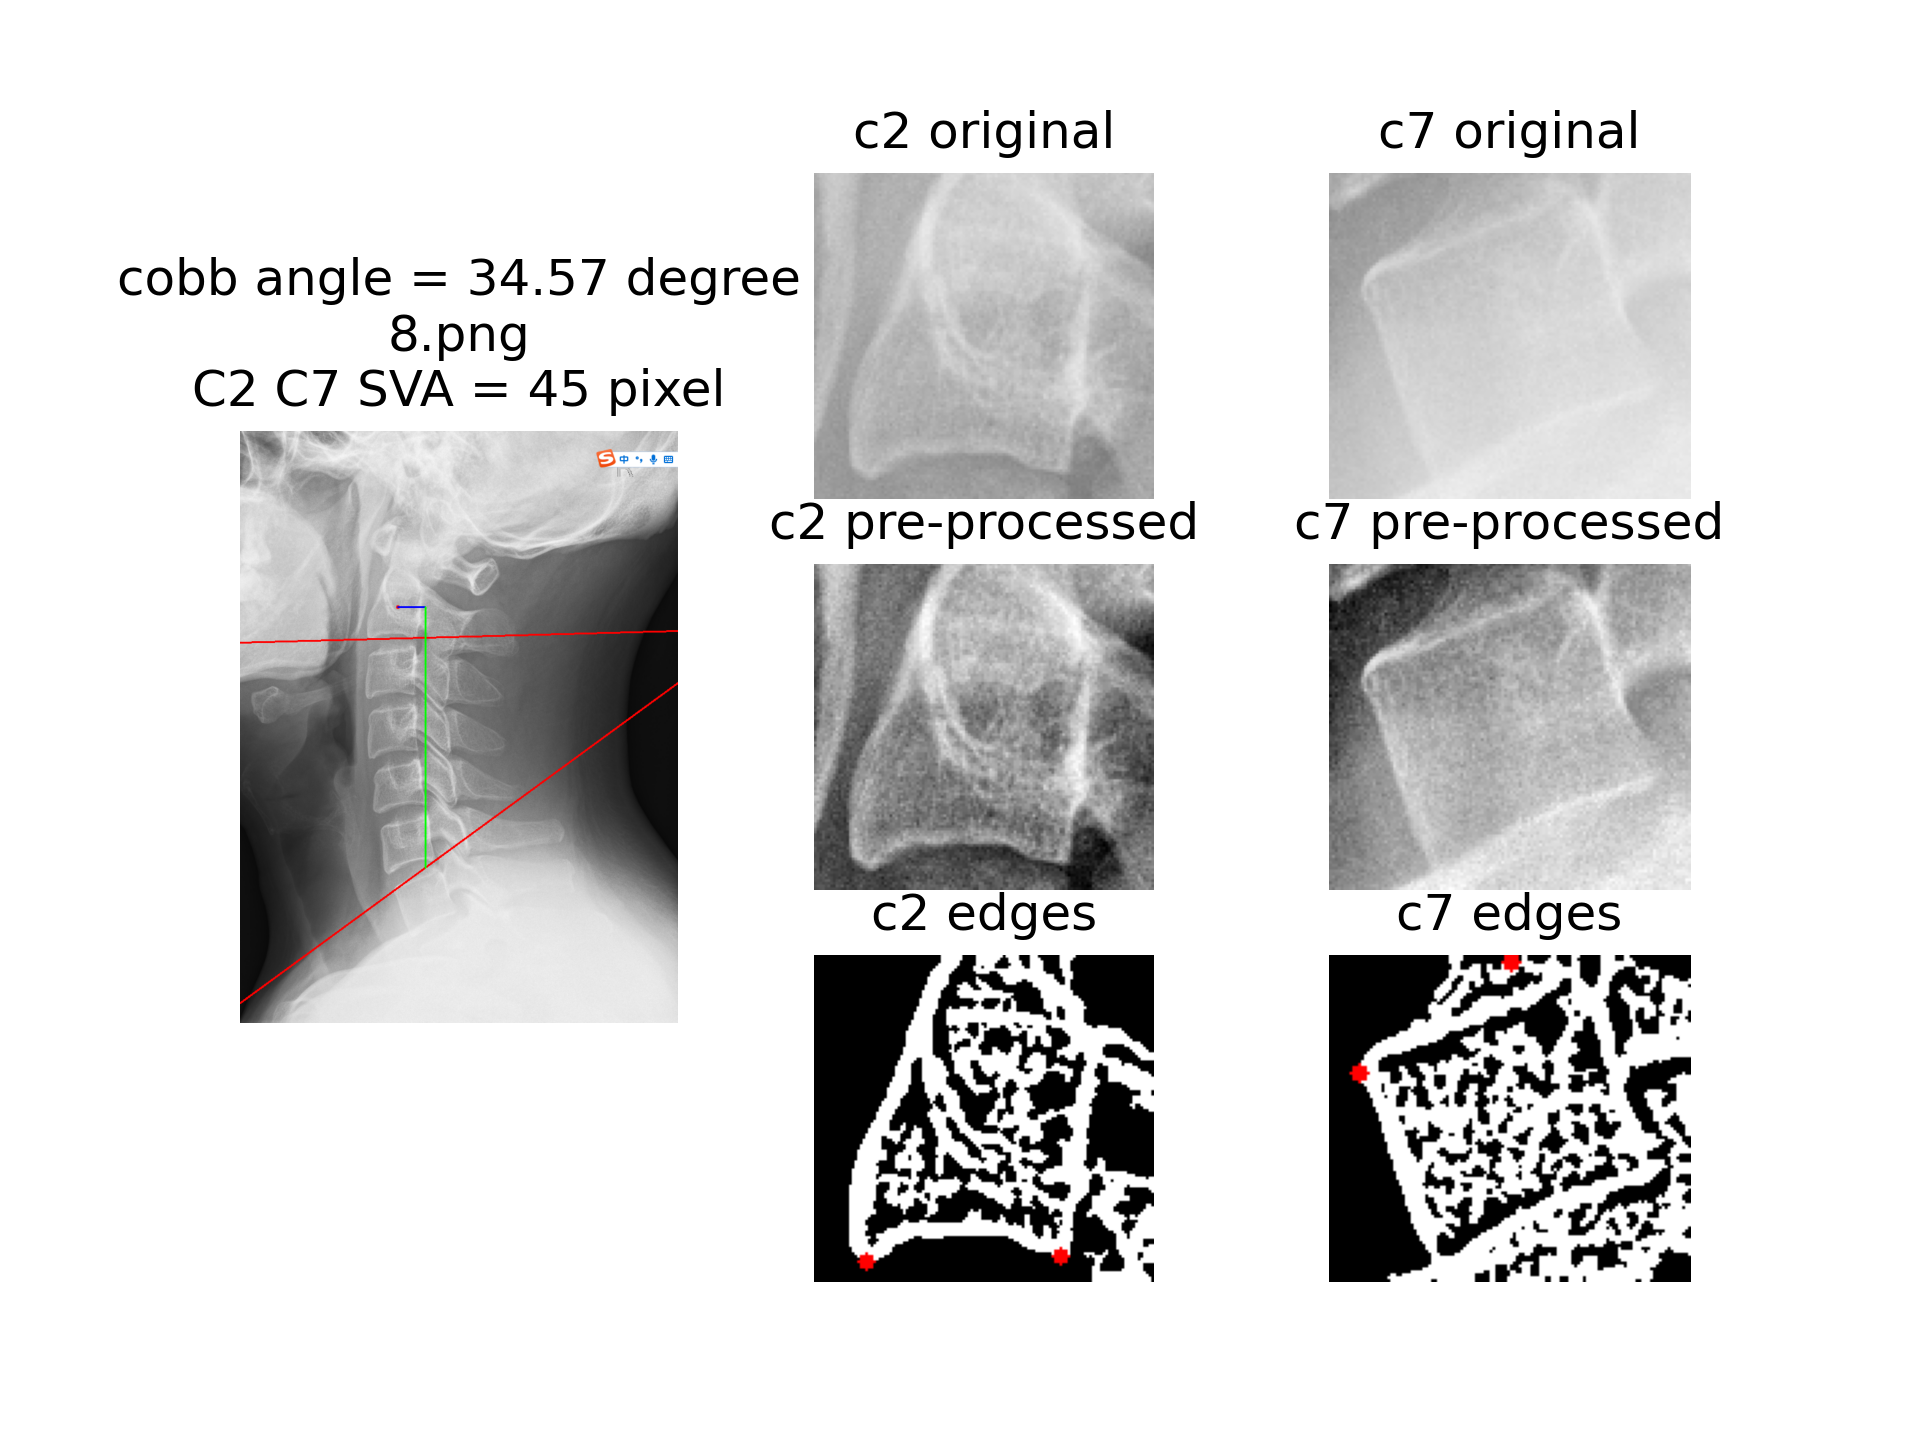 cobb angle = 34.57 degree
8.png
C2 C7 SVA = 45 pixel
S 中
c2 original
c7 original
c2 pre-processed
c7 pre-processed
c2 edges
c7 edges